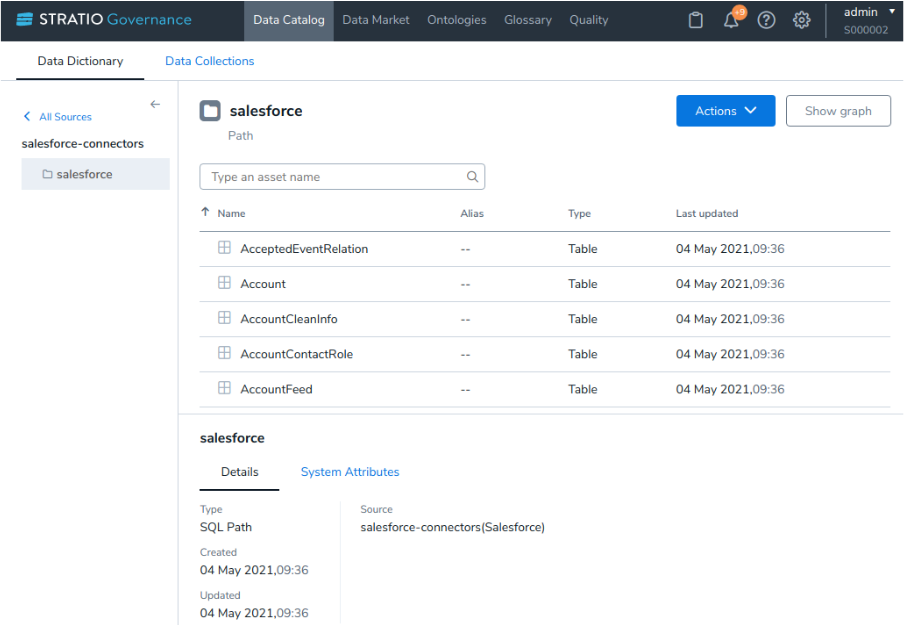 STRATIO Governance
Data Catalog
Data Market
Ontologies
Glossary
Quality
+9
admin
S000002
Data Dictionary
Data Collections
All Sources
salesforce-connectors
salesforce
salesforce
Path
Actions
Show graph
Type an asset name
Name Alias Type Last updated
AcceptedEventRelation -- Table 04 May 2021,09:36
Account -- Table 04 May 2021,09:36
AccountCleanInfo -- Table 04 May 2021,09:36
AccountContactRole -- Table 04 May 2021,09:36
AccountFeed -- Table 04 May 2021,09:36
salesforce
Details
System Attributes
Type
SQL Path
Created
04 May 2021,09:36
Updated
04 May 2021,09:36
Source
salesforce-connectors(Salesforce)